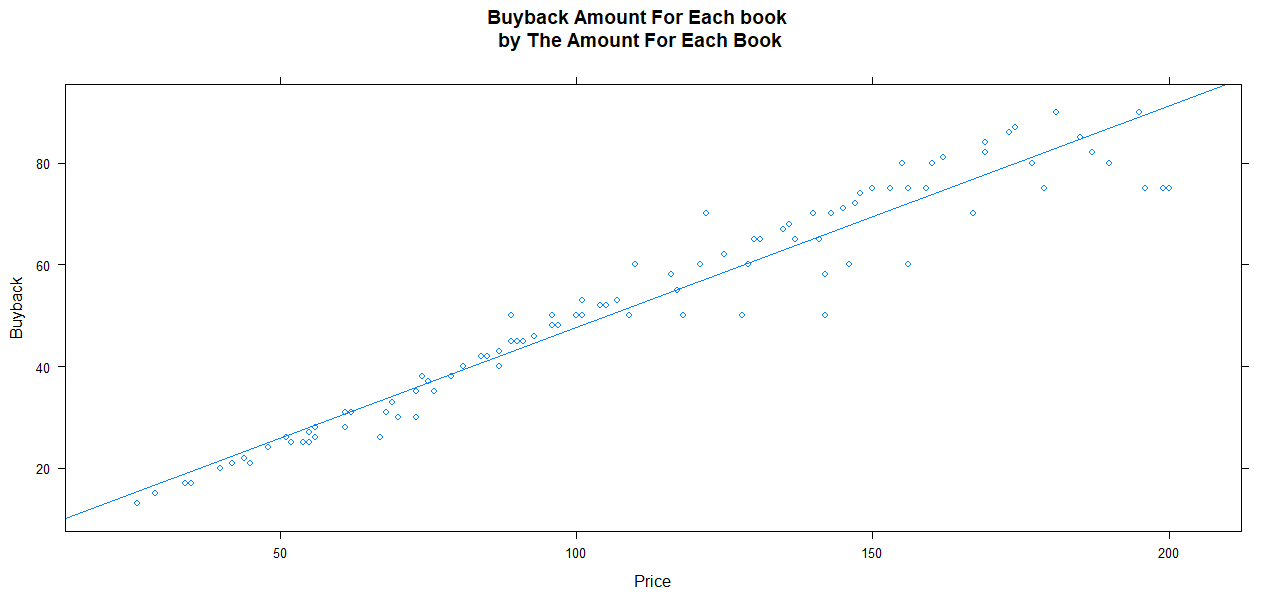 Buyback Amount For Each book
by The Amount For Each Book
80
60
40
20
Buyback
50 100 150 200
Price